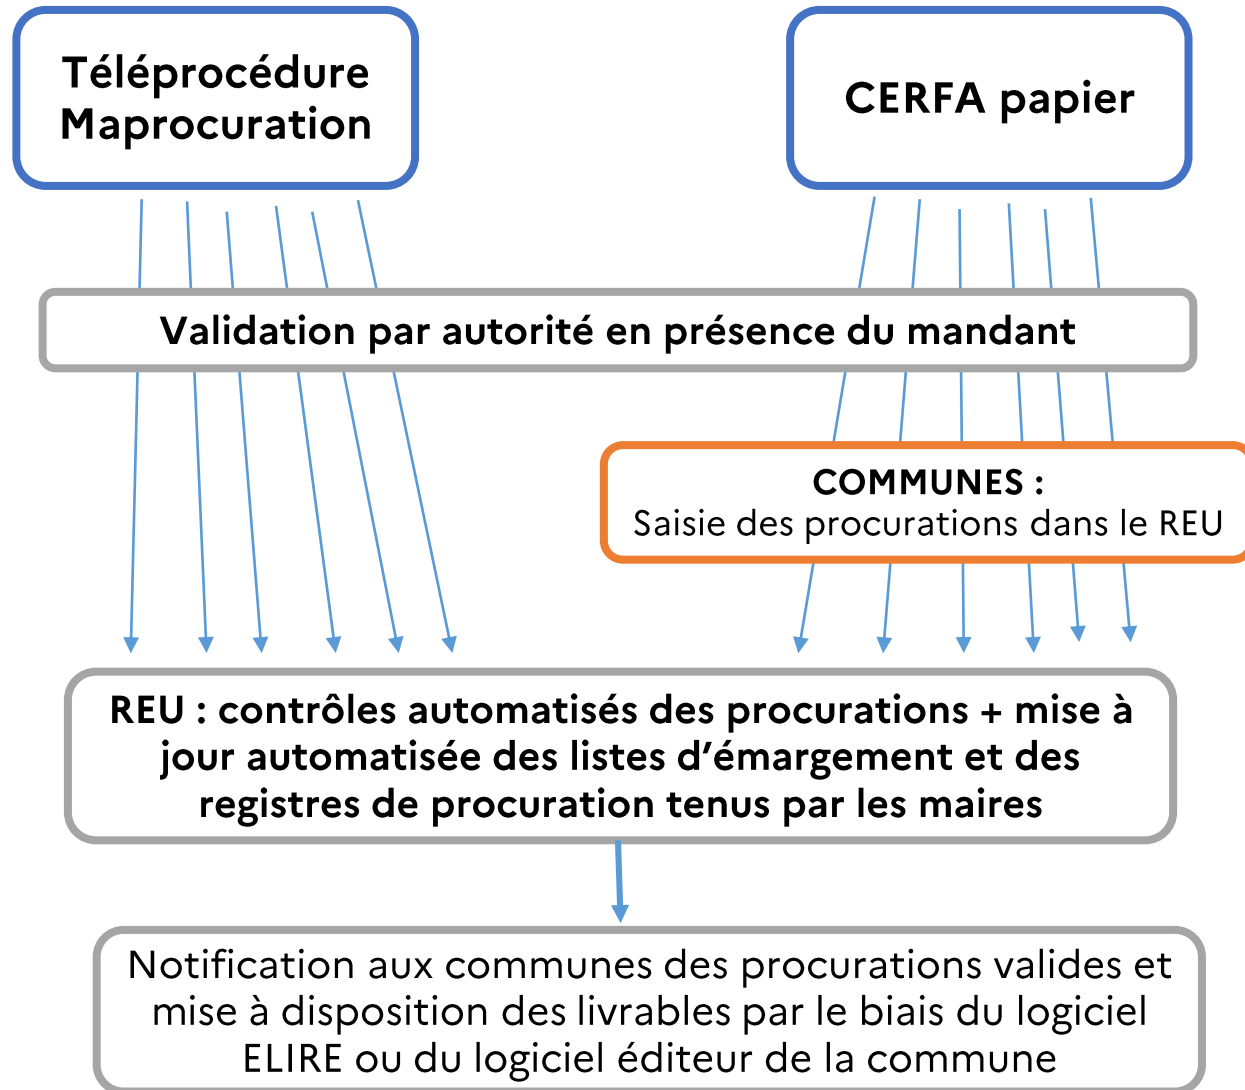 Téléprocédure
Maprocuration
CERFA papier
Validation par autorité en présence du mandant
COMMUNES :
Saisie des procurations dans le REU
REU : contrôles automatisés des procurations + mise à
jour automatisée des listes d’émargement et des
registres de procuration tenus par les maires
Notification aux communes des procurations valides et
mise à disposition des livrables par le biais du logiciel
ELIRE ou du logiciel éditeur de la commune